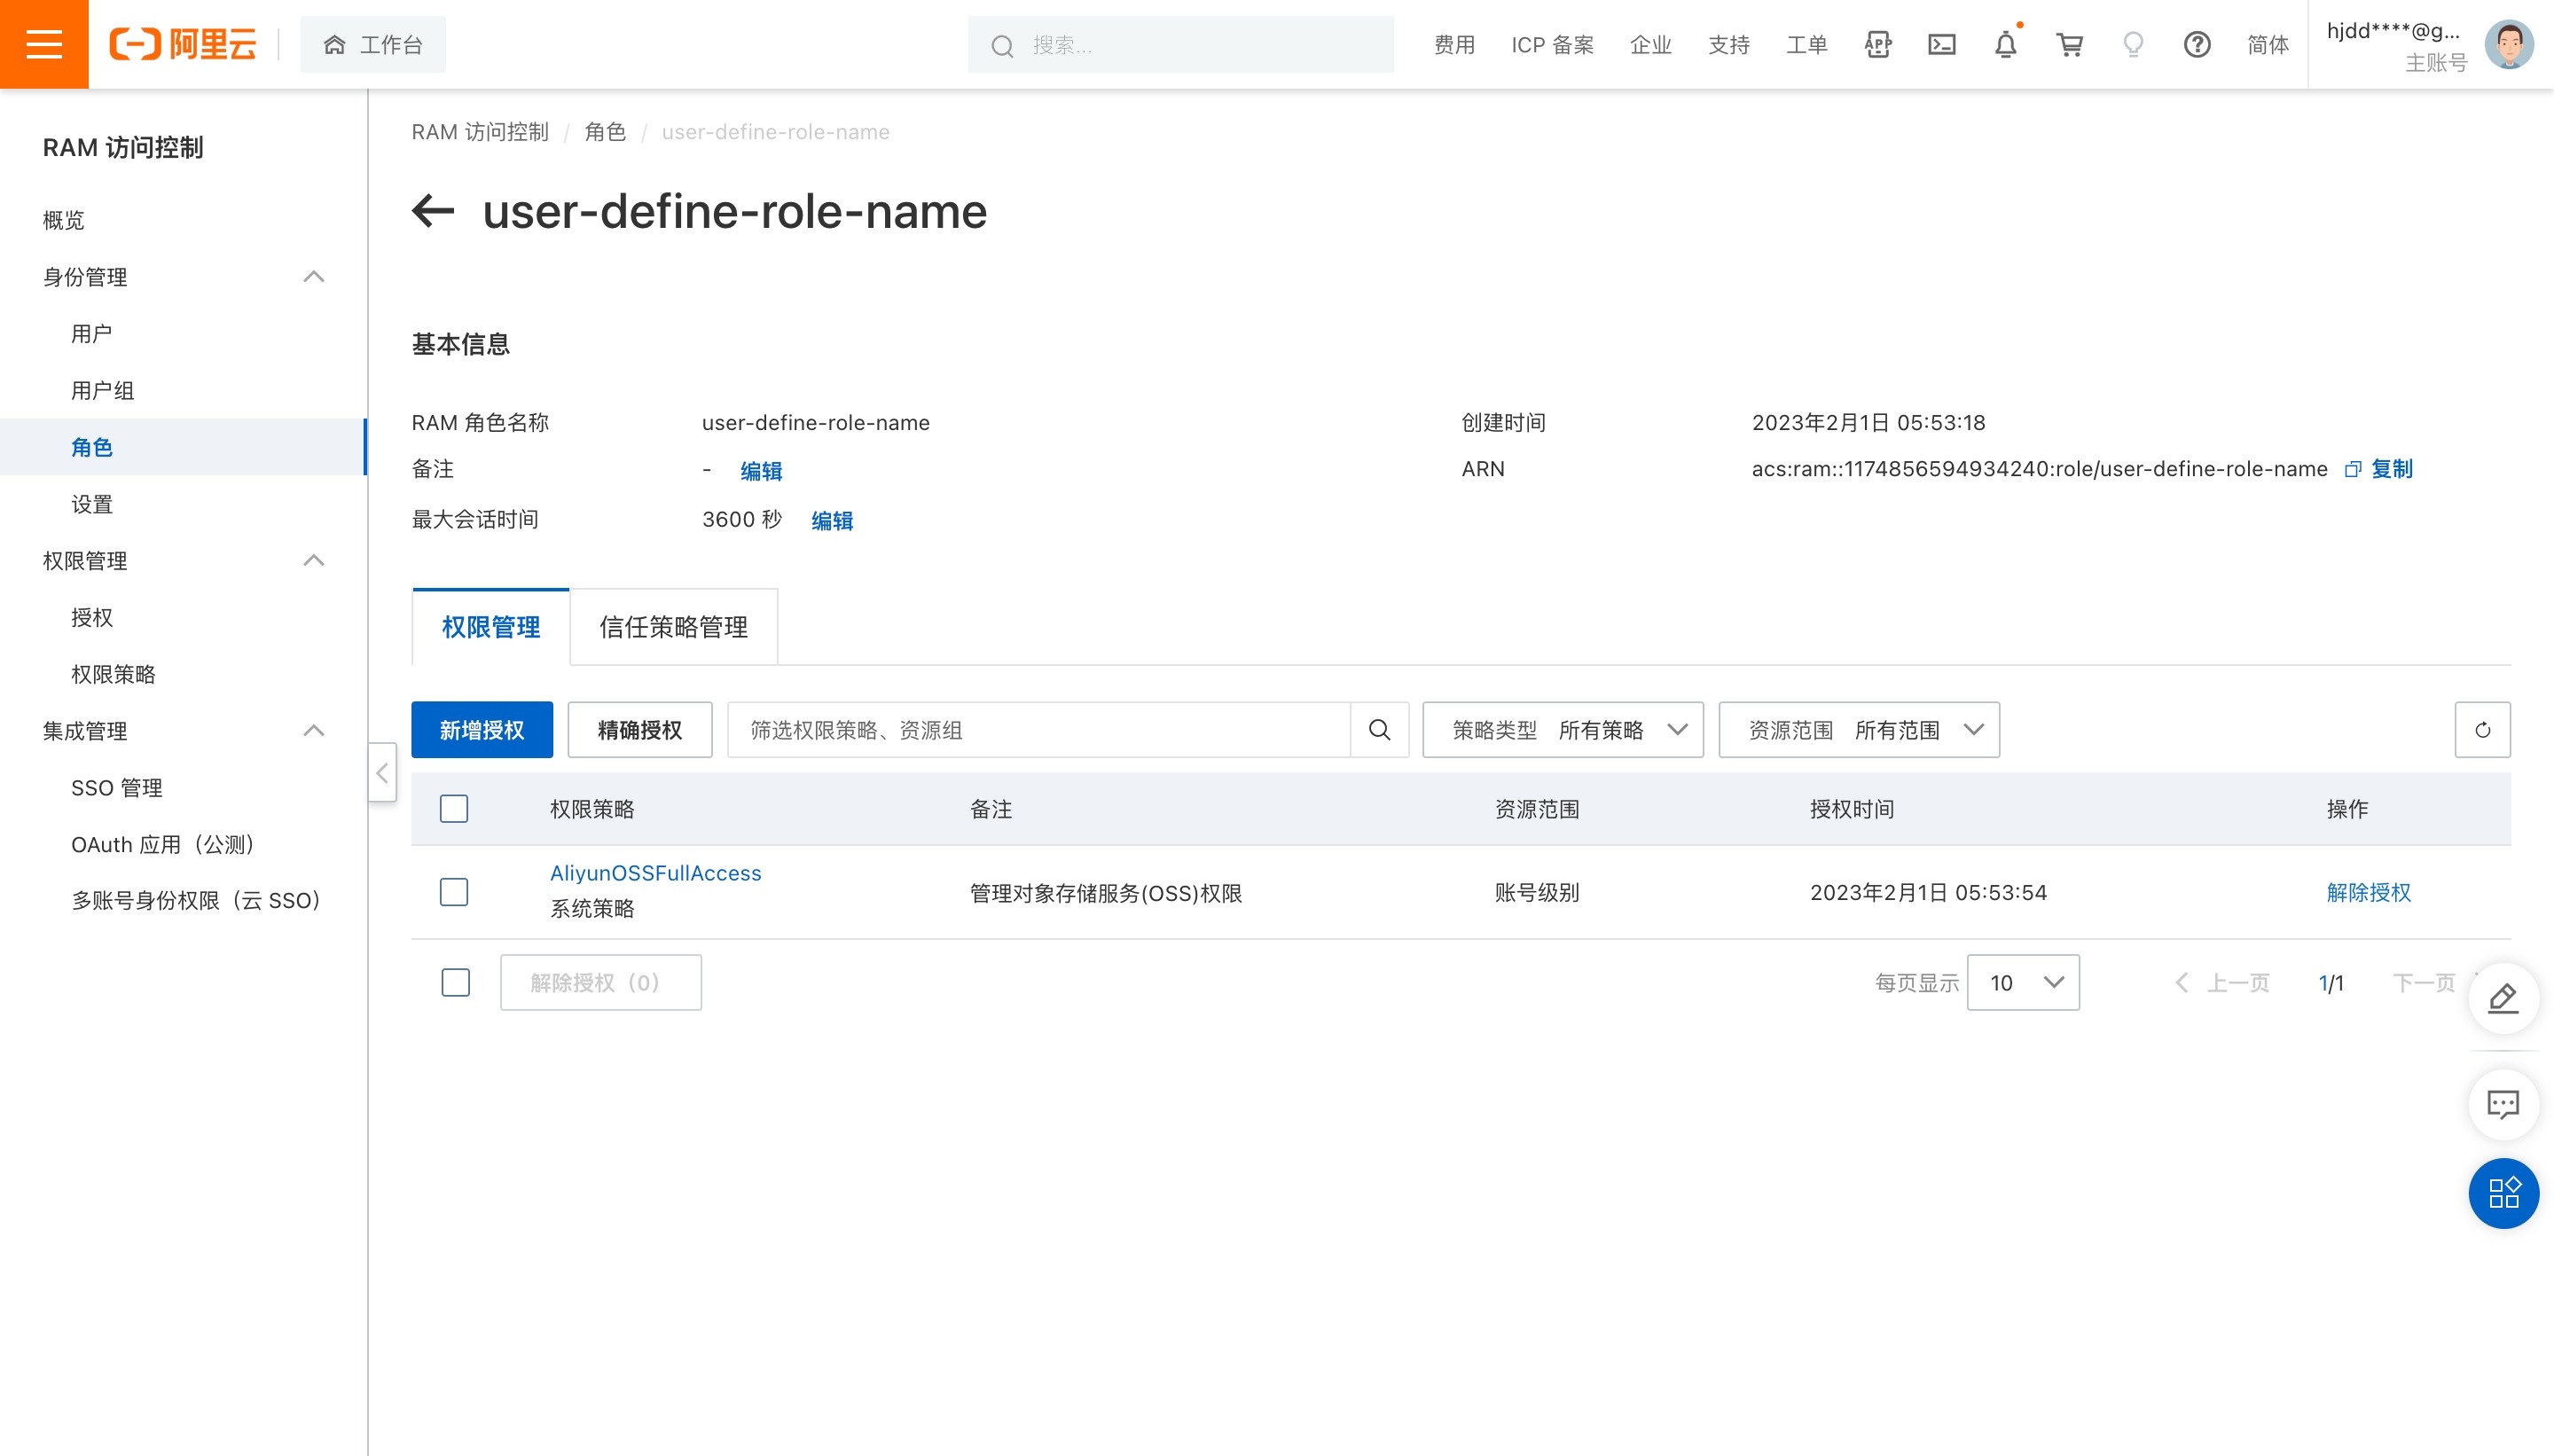 阿里云
工作台
搜索...
费用
ICP 备案
企业
支持
工单
APP
简体
hjdd****@g...
主账号
RAM 访问控制
概览
身份管理
用户
用户组
角色
设置
权限管理
授权
权限策略
集成管理
SSO 管理
OAuth 应用（公测）
多账号身份权限（云 SSO）
RAM 访问控制 / 角色 / user-define-role-name
user-define-role-name
基本信息
RAM 角色名称 user-define-role-name
创建时间 2023年2月1日 05:53:18
备注 - 编辑
ARN acs:ram::1174856594934240:role/user-define-role-name 复制
最大会话时间 3600 秒 编辑
权限管理 信任策略管理
新增授权 精确授权 筛选权限策略、资源组 策略类型 所有策略 资源范围 所有范围
权限策略 备注 资源范围 授权时间 操作
AliyunOSSFullAccess
系统策略
管理对象存储服务(OSS)权限 账号级别 2023年2月1日 05:53:54 解除授权
解除授权（0） 每页显示 10 上一页 1/1 下一页